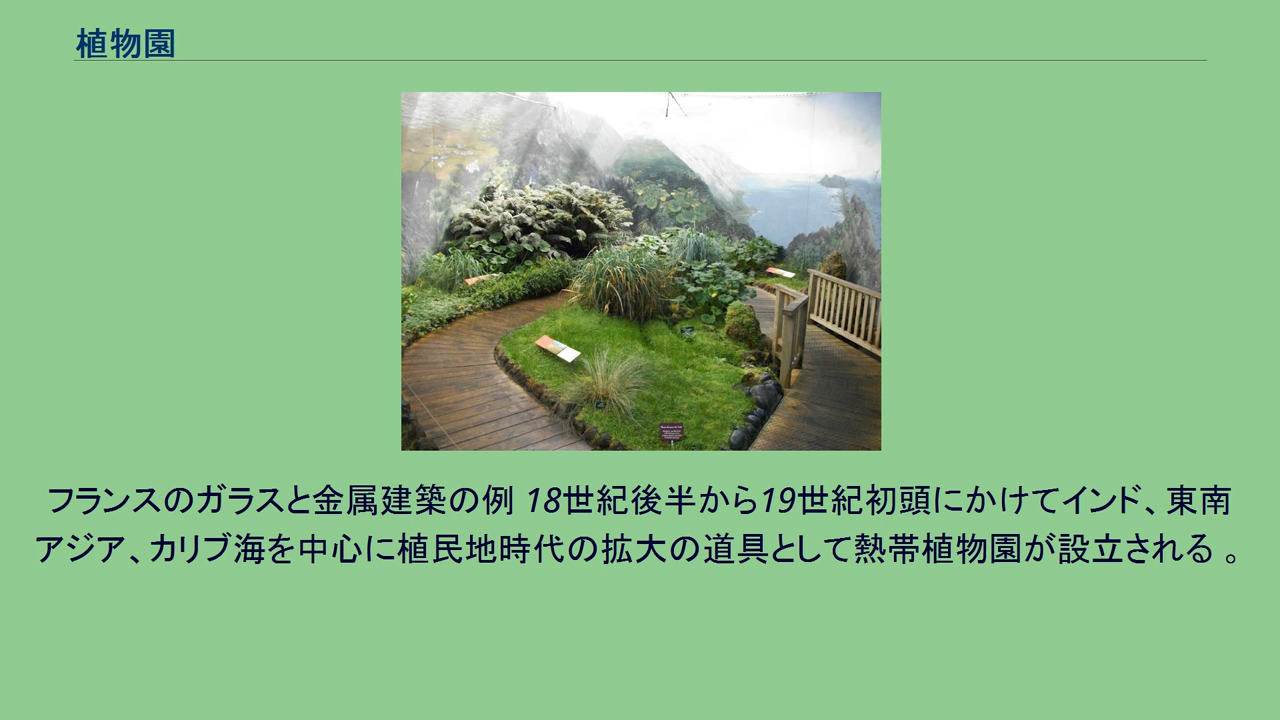 植物園
フランスのガラスと金属建築の例 18世紀後半から19世紀初頭にかけてインド、東南
アジア、カリブ海を中心に植民地時代の拡大の道具として熱帯植物園が設立される 。